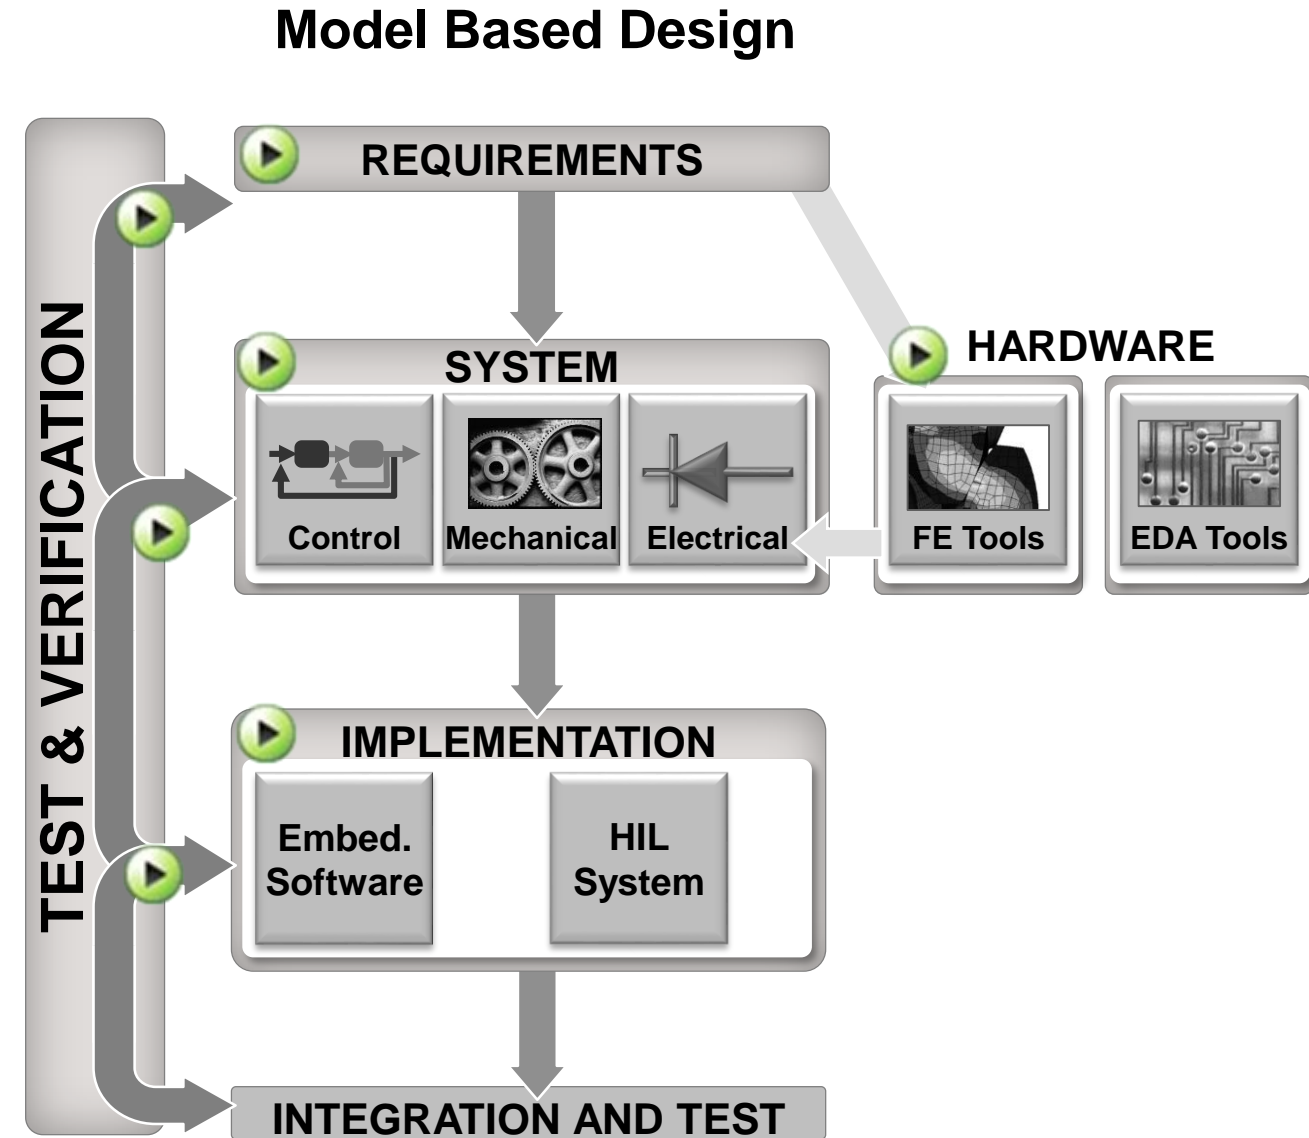 Model Based Design
REQUIREMENTS
TEST & VERIFICATION
HARDWARE
SYSTEM
Control
Mechanical
Electrical
FE Tools
EDA Tools
IMPLEMENTATION
Embed.
Software
HIL
System
INTEGRATION AND TEST